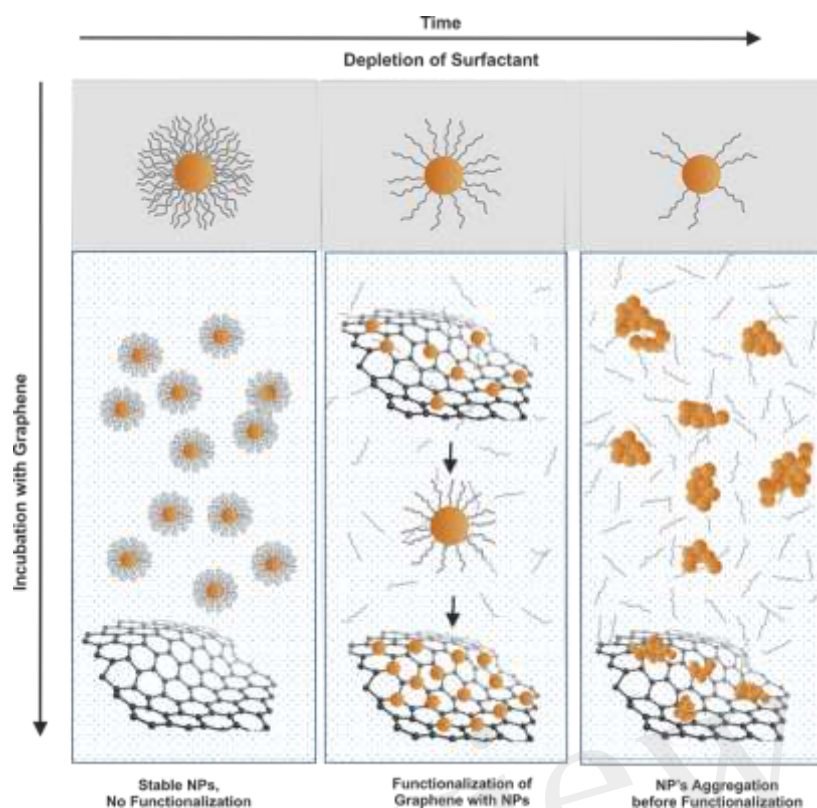 Time
Depletion of Surfactant
Incubation with Graphene
Stable NPs,
No Functionalization
Functionalization of
Graphene with NPs
NP's Aggregation
before Functionalization